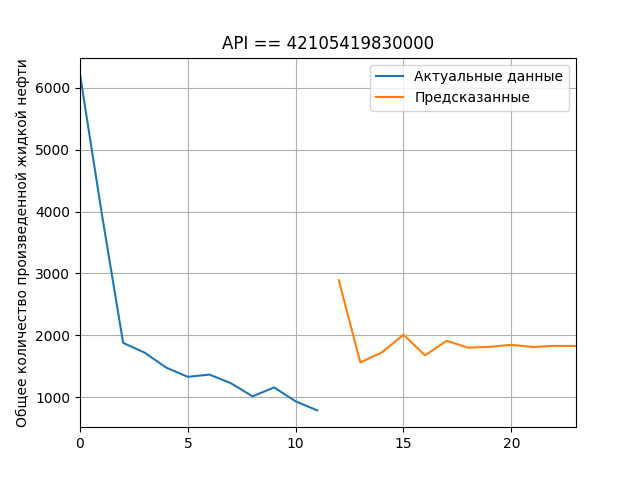 API == 42105419830000
Общее количество произведенной жидкой нефти
Актуальные данные
Предсказанные
6000
5000
4000
3000
2000
1000
0
5
10
15
20